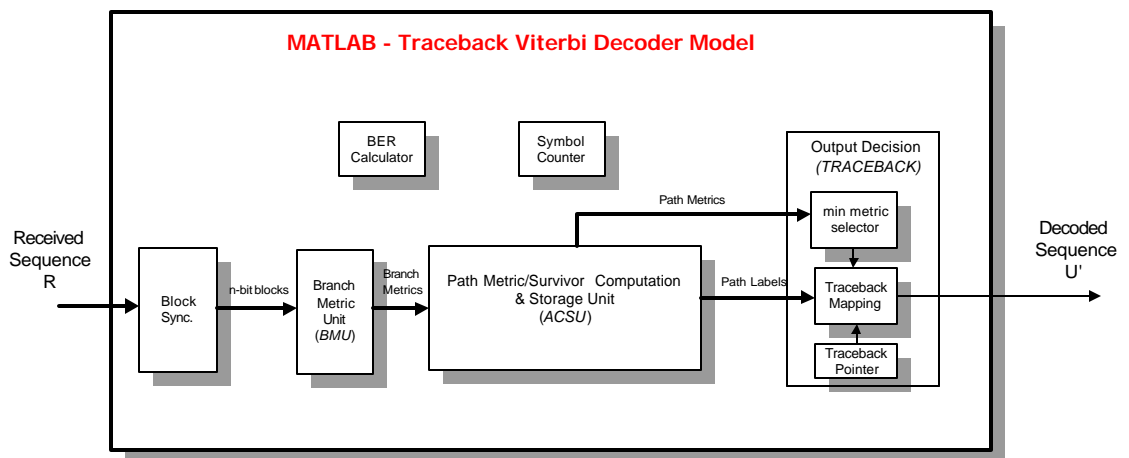 MATLAB - Traceback Viterbi Decoder Model
BER
Calculator
Symbol
Counter
Output Decision
(TRACEBACK)
Path Metrics
min metric
selector
Received
Sequence
R
Block
Sync.
n-bit blocks
Branch
Metric
Unit
(BMU)
Branch
Metrics
Path Metric/Survivor Computation
& Storage Unit
(ACSU)
Path Labels
Traceback
Mapping
Traceback
Pointer
Decoded
Sequence
U'